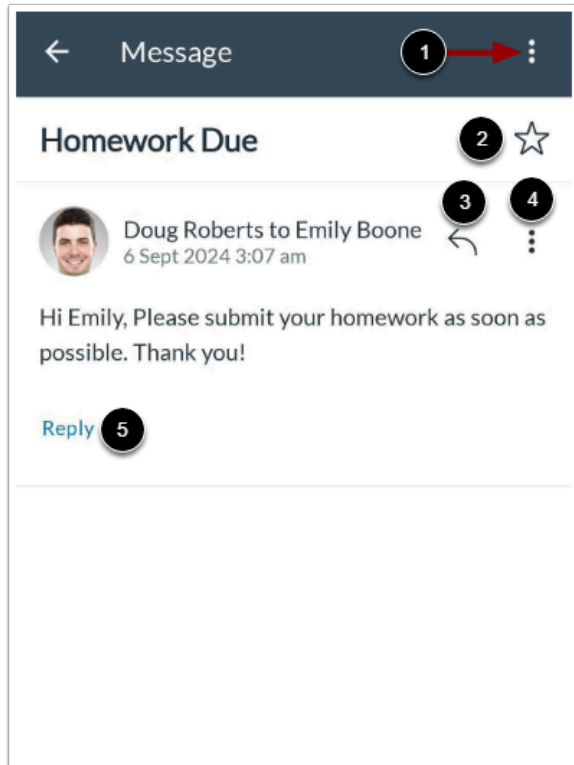 Message
1
Homework Due
2
3
4
Doug Roberts to Emily Boone
6 Sept 2024 3:07 am
Hi Emily, Please submit your homework as soon as
possible. Thank you!
Reply
5